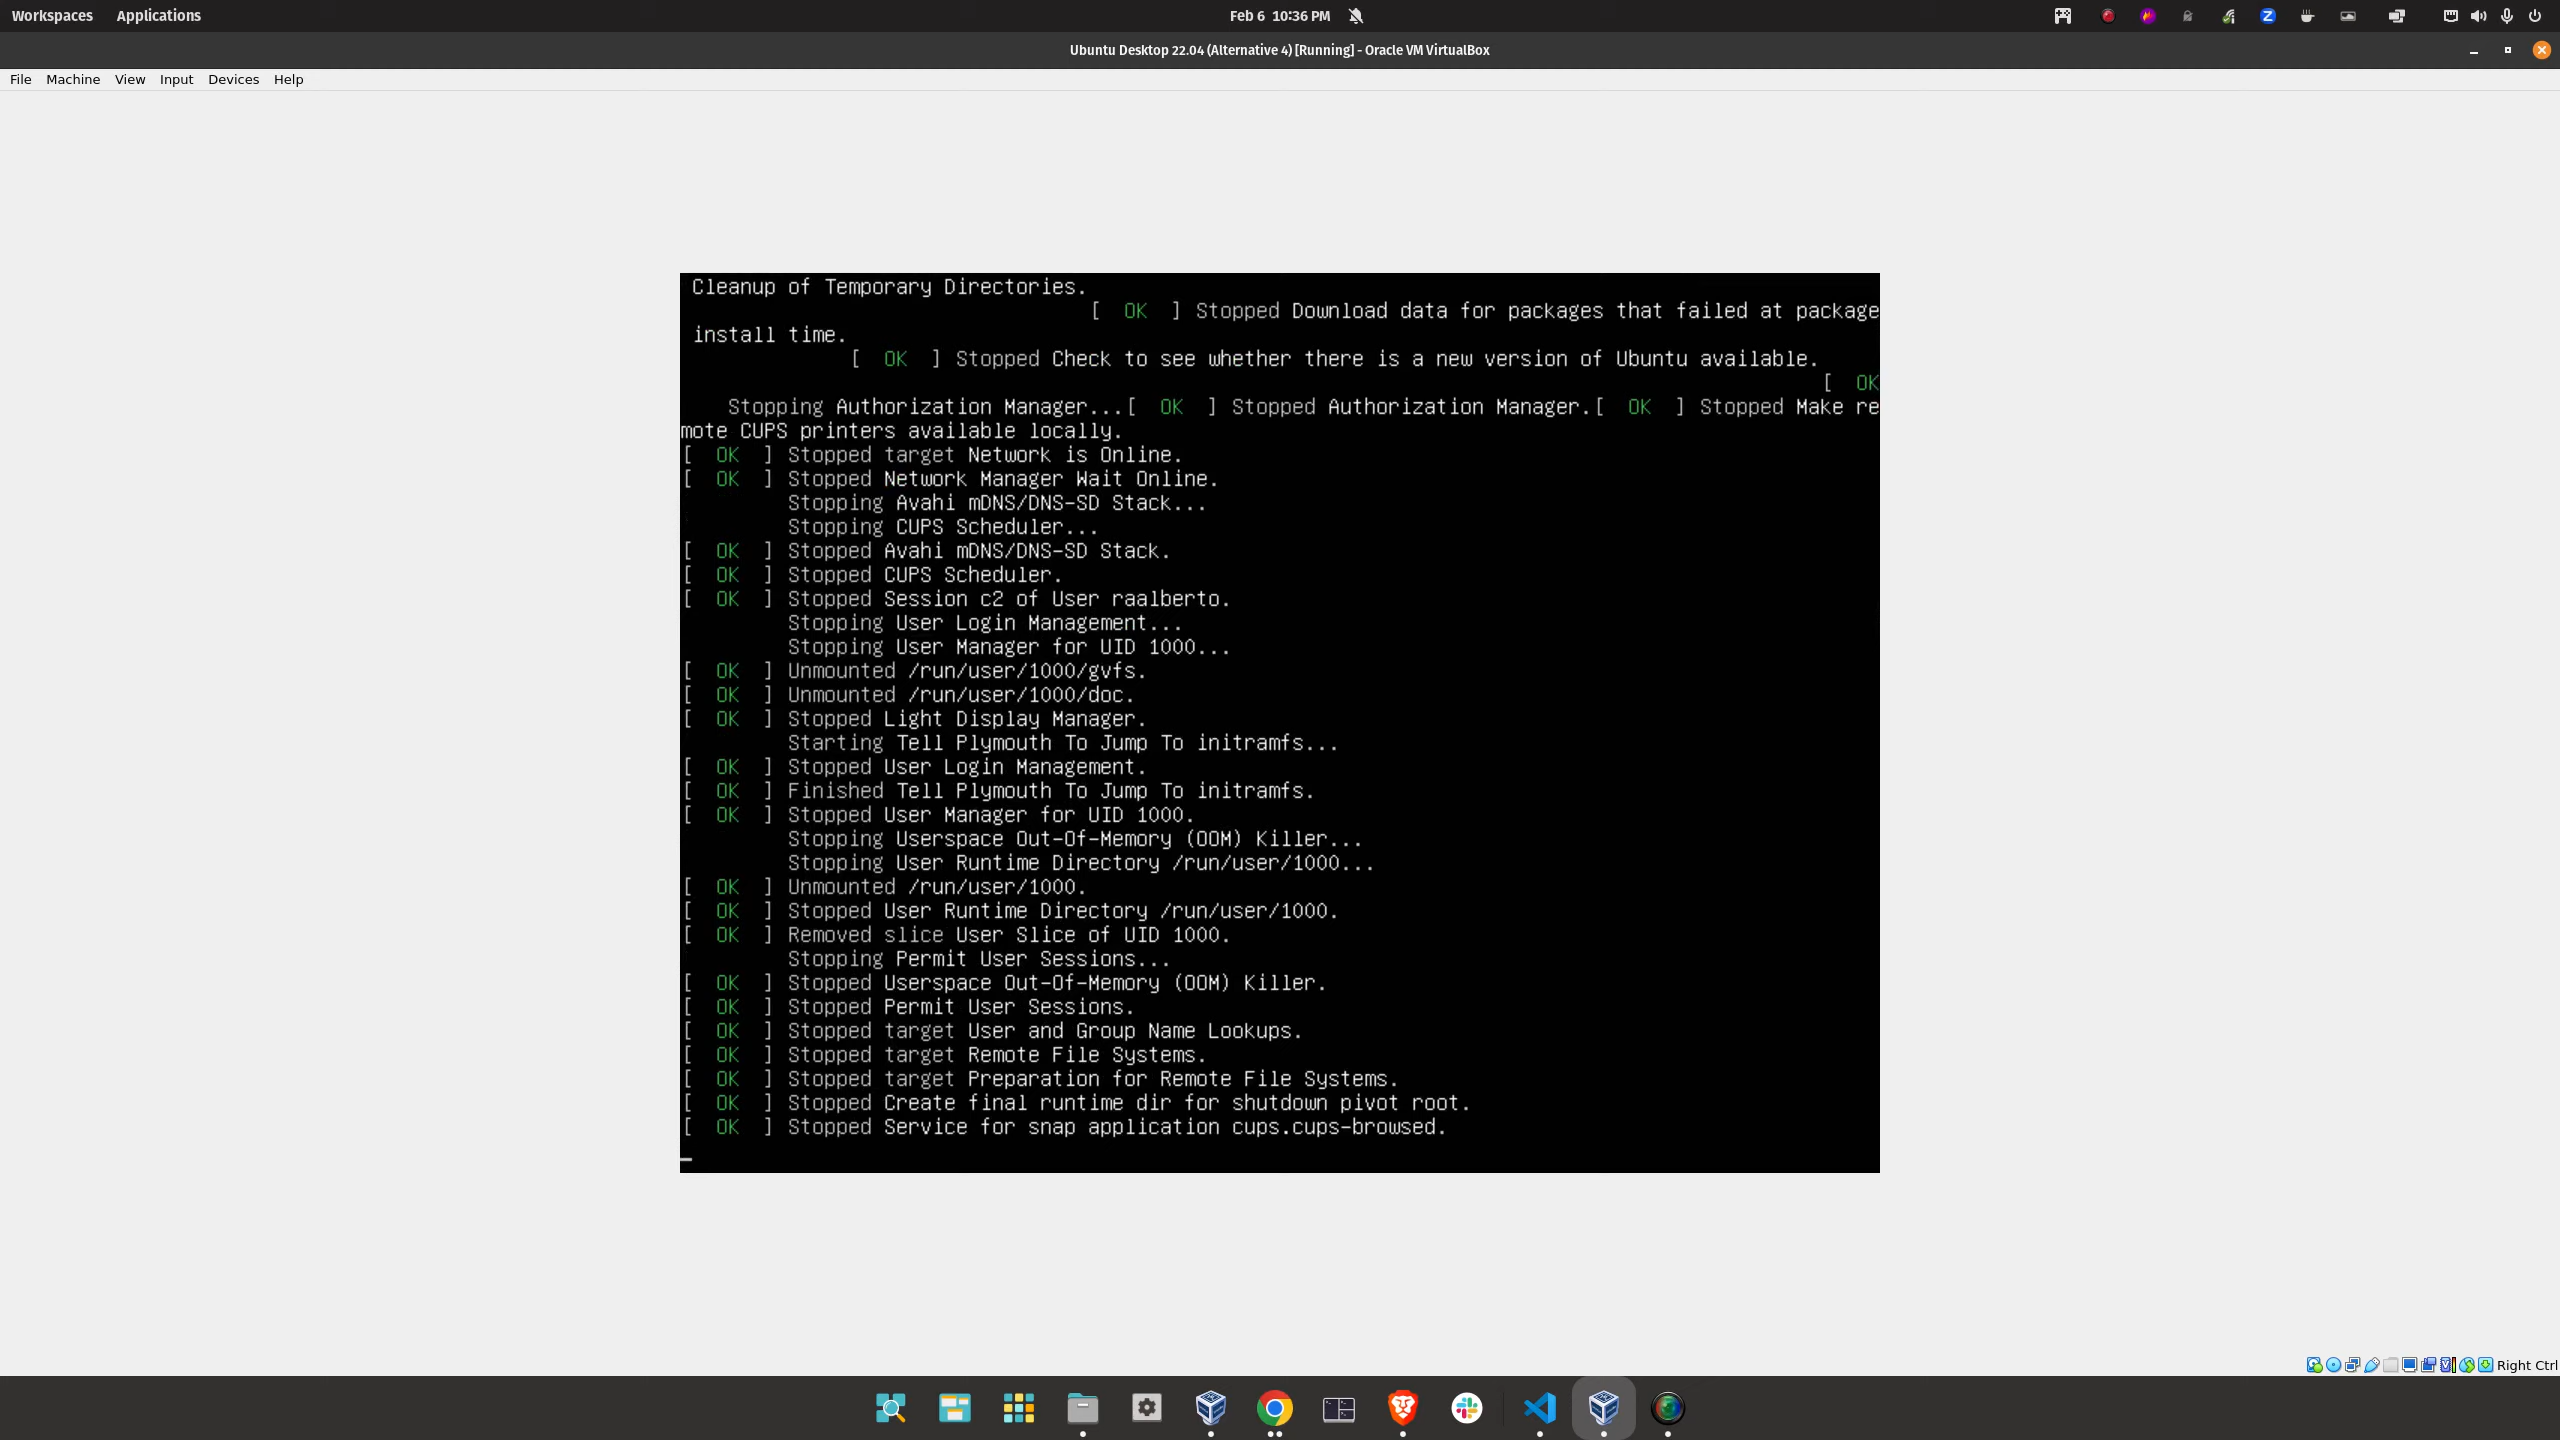 Workspaces Applications Feb 6 10:36 PM
Ubuntu Desktop 22.04 (Alternative 4) [Running] - Oracle VM VirtualBox
File Machine View Input Devices Help
Cleanup of Temporary Directories.
[ OK ] Stopped Download data for packages that failed at package
install time.
[ OK ] Stopped Check to see whether there is a new version of Ubuntu available.
[ OK
Stopping Authorization Manager...[ OK ] Stopped Authorization Manager.[ OK ] Stopped Make re
mote CUPS printers available locally.
[ OK ] Stopped target Network is Online.
[ OK ] Stopped Network Manager Wait Online.
Stopping Avahi mDNS/DNS-SD Stack...
Stopping CUPS Scheduler...
[ OK ] Stopped Avahi mDNS/DNS-SD Stack.
[ OK ] Stopped CUPS Scheduler.
[ OK ] Stopped Session c2 of User raalberto.
Stopping User Login Management...
Stopping User Manager for UID 1000...
[ OK ] Unmounted /run/user/1000/gvfs.
[ OK ] Unmounted /run/user/1000/doc.
[ OK ] Stopped Light Display Manager.
Starting Tell Plymouth To Jump To initramfs...
[ OK ] Stopped User Login Management.
[ OK ] Finished Tell Plymouth To Jump To initramfs.
[ OK ] Stopped User Manager for UID 1000.
Stopping Userspace Out-Of-Memory (OOM) Killer...
Stopping User Runtime Directory /run/user/1000...
[ OK ] Unmounted /run/user/1000.
[ OK ] Stopped User Runtime Directory /run/user/1000.
[ OK ] Removed slice User Slice of UID 1000.
Stopping Permit User Sessions...
[ OK ] Stopped Userspace Out-Of-Memory (OOM) Killer.
[ OK ] Stopped Permit User Sessions.
[ OK ] Stopped target User and Group Name Lookups.
[ OK ] Stopped target Remote File Systems.
[ OK ] Stopped target Preparation for Remote File Systems.
[ OK ] Stopped Create final runtime dir for shutdown pivot root.
[ OK ] Stopped Service for snap application cups.cups-browsed.
Right Ctrl